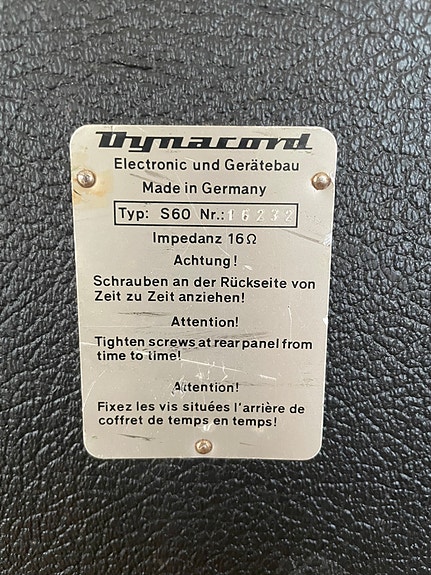 Dynacord
Electronic und Gerätebau
Made in Germany
Typ: S60 Nr.: 16232
Impedanz 16Ω
Achtung!
Schrauben an der Rückseite von
Zeit zu Zeit anziehen!
Attention!
Tighten screws at rear panel from
time to time!
Attention!
Fixez les vis situées l'arrière de
coffret de temps en temps!